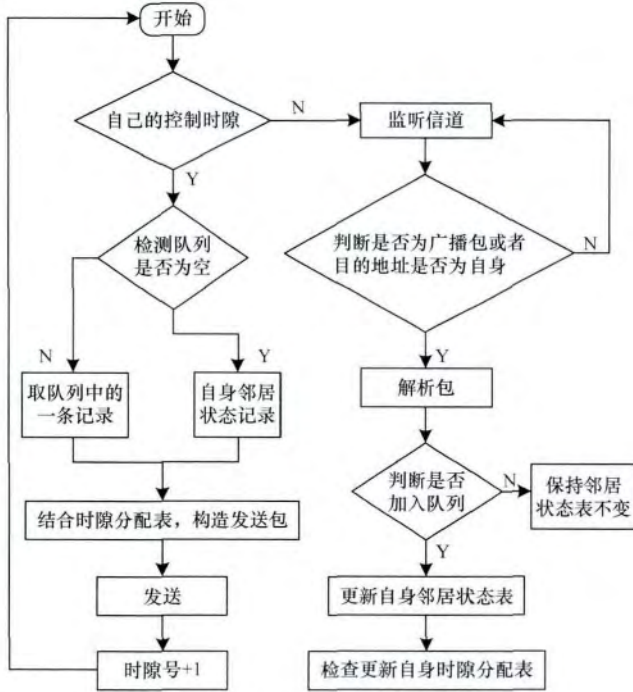 开始
自己的控制时隙
N
监听信道
Y
检测队列
是否为空
判断是否为广播包或者
目的地址是否为自身
N
N
Y
Y
取队列中的
一条记录
自身邻居
状态记录
解析包
判断是否
加入队列
N
保持邻居
状态表不变
结合时隙分配表，构造发送包
Y
发送
更新自身邻居状态表
时隙号+1
检查更新自身时隙分配表